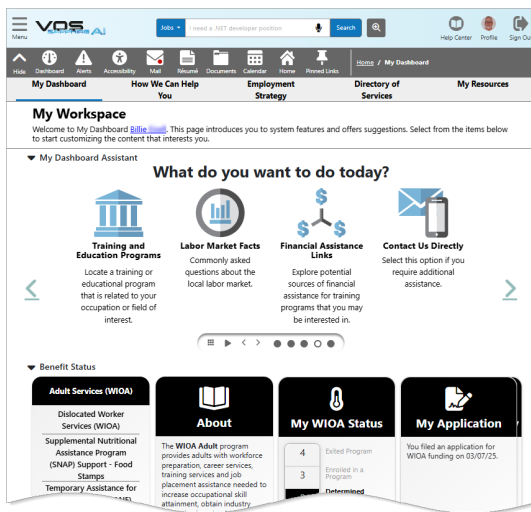 VOS
SAPPHIRE AI
Menu
Jobs
I need a .NET developer position
Search
Help Center
Profile
Sign Out
Hide
Dashboard
Alerts
Accessibility
Mail
Résumé
Documents
Calendar
Home
Pinned Links
Home / My Dashboard
My Dashboard
How We Can Help
You
Employment
Strategy
Directory of
Services
My Resources
My Workspace
Welcome to My Dashboard Billie. This page introduces you to system features and offers suggestions. Select from the items below
to start customizing the content that interests you.
My Dashboard Assistant
What do you want to do today?
Training and
Education Programs
Locate a training or
educational program
that is related to your
occupation or field of
interest.
Labor Market Facts
Commonly asked
questions about the
local labor market.
Financial Assistance
Links
Explore potential
sources of financial
assistance for training
programs that you may
be interested in.
Contact Us Directly
Select this option if you
require additional
assistance.
Benefit Status
Adult Services (WIOA)
Dislocated Worker
Services (WIOA)
Supplemental Nutritional
Assistance Program
(SNAP) Support - Food
Stamps
Temporary Assistance for
About
The WIOA Adult program
provides adults with workforce
preparation, career services,
training services and job
placement assistance needed to
increase occupational skill
attainment, obtain industry
My WIOA Status
4 Exited Program
3 Enrolled in a
Program
Determined
My Application
You filed an application for
WIOA funding on 03/07/25.